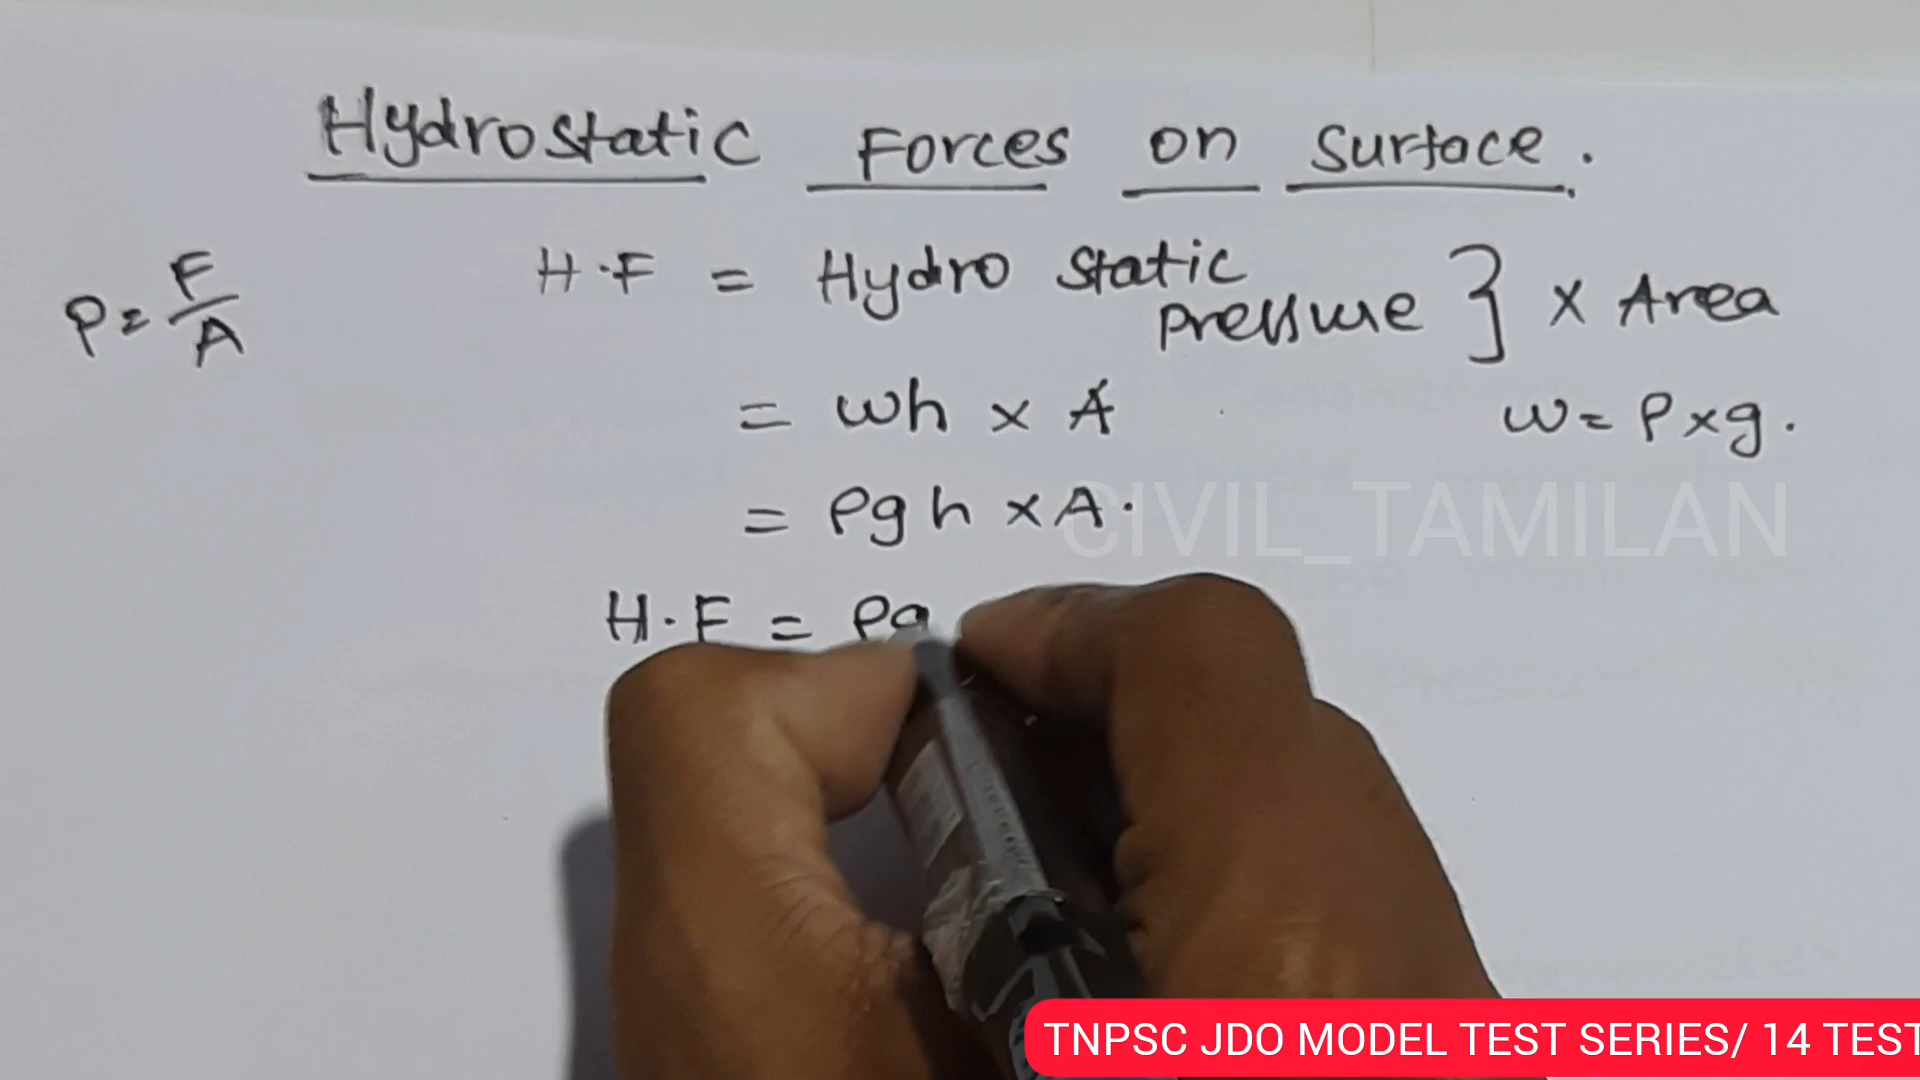 Hydrostatic Forces on Surface.
P = F/A
H.F = Hydro static pressure } × Area
= wh × A
w = ρ × g.
= ρgh × A.
CIVIL_TAMILAN
H.F = ρg
TNPSC JDO MODEL TEST SERIES/ 14 TEST